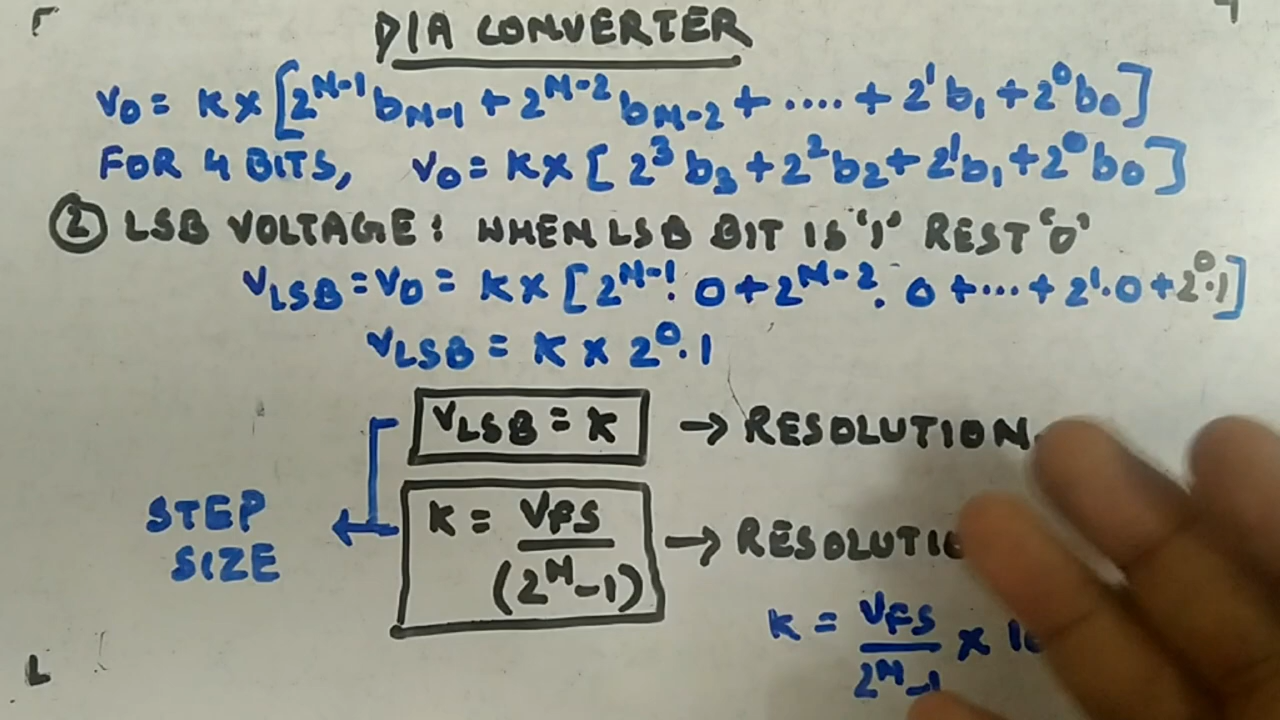 D/A CONVERTER
V0 = K x [2^N-1 bN-1 + 2^N-2 bN-2 + .... + 2^1 b1 + 2^0 b0]
FOR 4 BITS, V0 = K x [2^3 b3 + 2^2 b2 + 2^1 b1 + 2^0 b0]
② LSB VOLTAGE: WHEN LSB BIT IS '1' REST '0'
VLSB = V0 = K x [2^N-1. 0 + 2^N-2. 0 + ... + 2^1.0 + 2^0.1]
VLSB = K x 2^0.1
VLSB = K → RESOLUTION
STEP SIZE
K = VFS / (2^N - 1) →
K = VFS / 2^N - 1 x